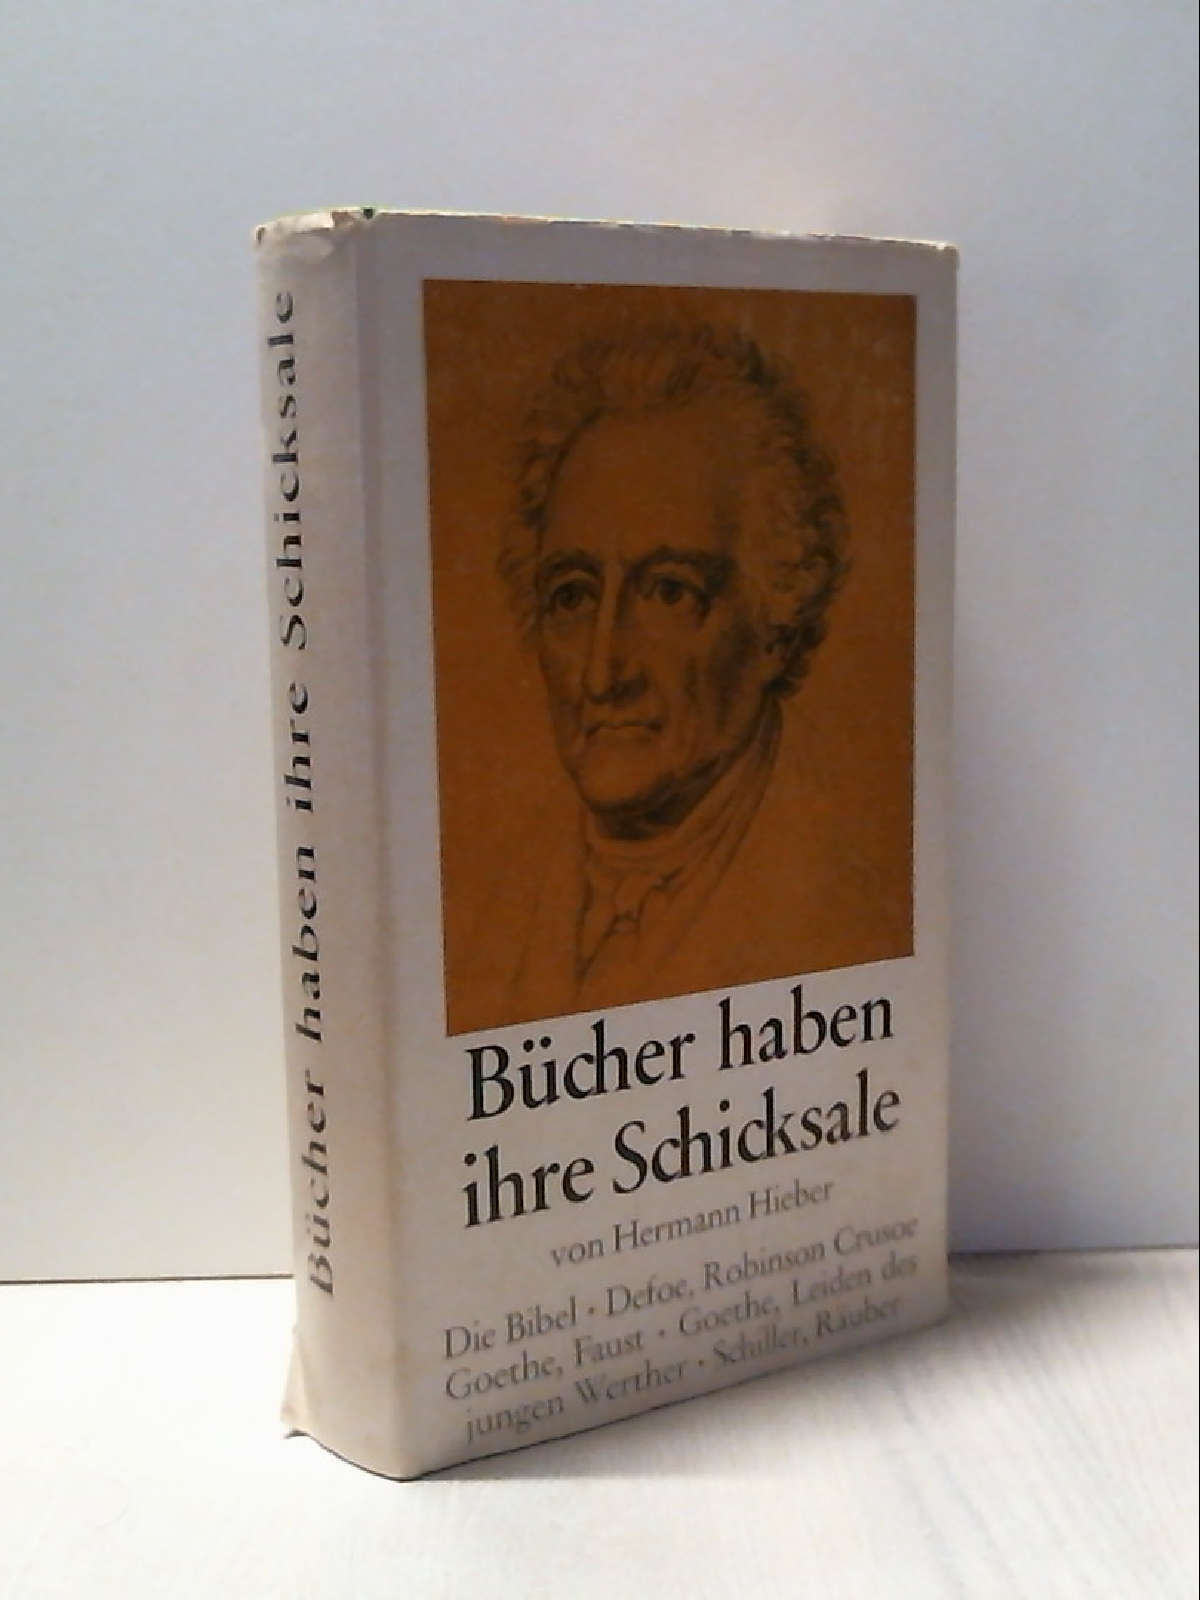 Bücher haben ihre Schicksale
Bücher haben
ihre Schicksale
von Hermann Hieber
Die Bibel · Defoe, Robinson Crusoe
Goethe, Faust · Goethe, Leiden des
jungen Werther · Schiller, Räuber